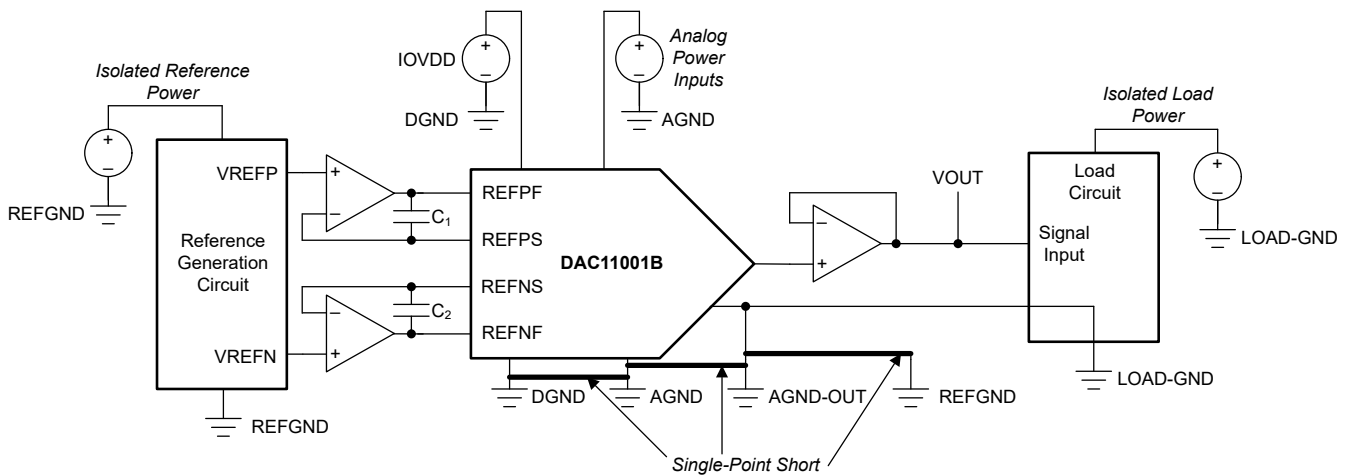 Isolated Reference
Power
REFGND
VREFP
Reference
Generation
Circuit
VREFN
REFGND
+
−
C1
C2
IOVDD
DGND
Analog
Power
Inputs
AGND
REFPF
REFPS
DAC11001B
REFNS
REFNF
DGND
AGND
AGND-OUT
REFGND
Single-Point Short
VOUT
Isolated Load
Power
Load
Circuit
Signal
Input
LOAD-GND
LOAD-GND